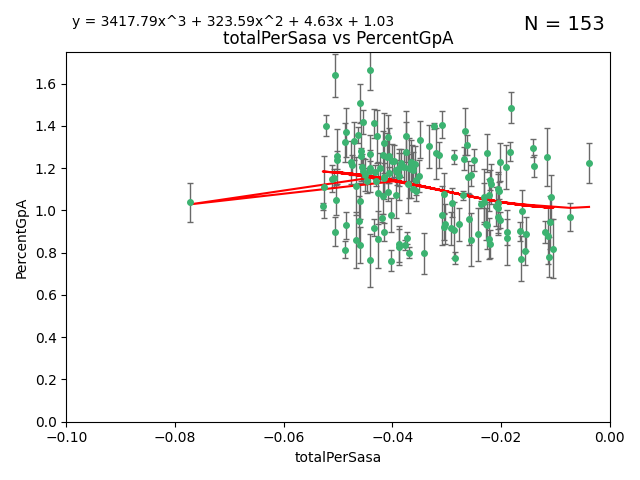 y = 3417.79x^3 + 323.59x^2 + 4.63x + 1.03
N = 153
totalPerSasa vs PercentGpA
PercentGpA
1.6
1.4
1.2
1.0
0.8
0.6
0.4
0.2
0.0
−0.10 −0.08 −0.06 −0.04 −0.02 0.00
totalPerSasa